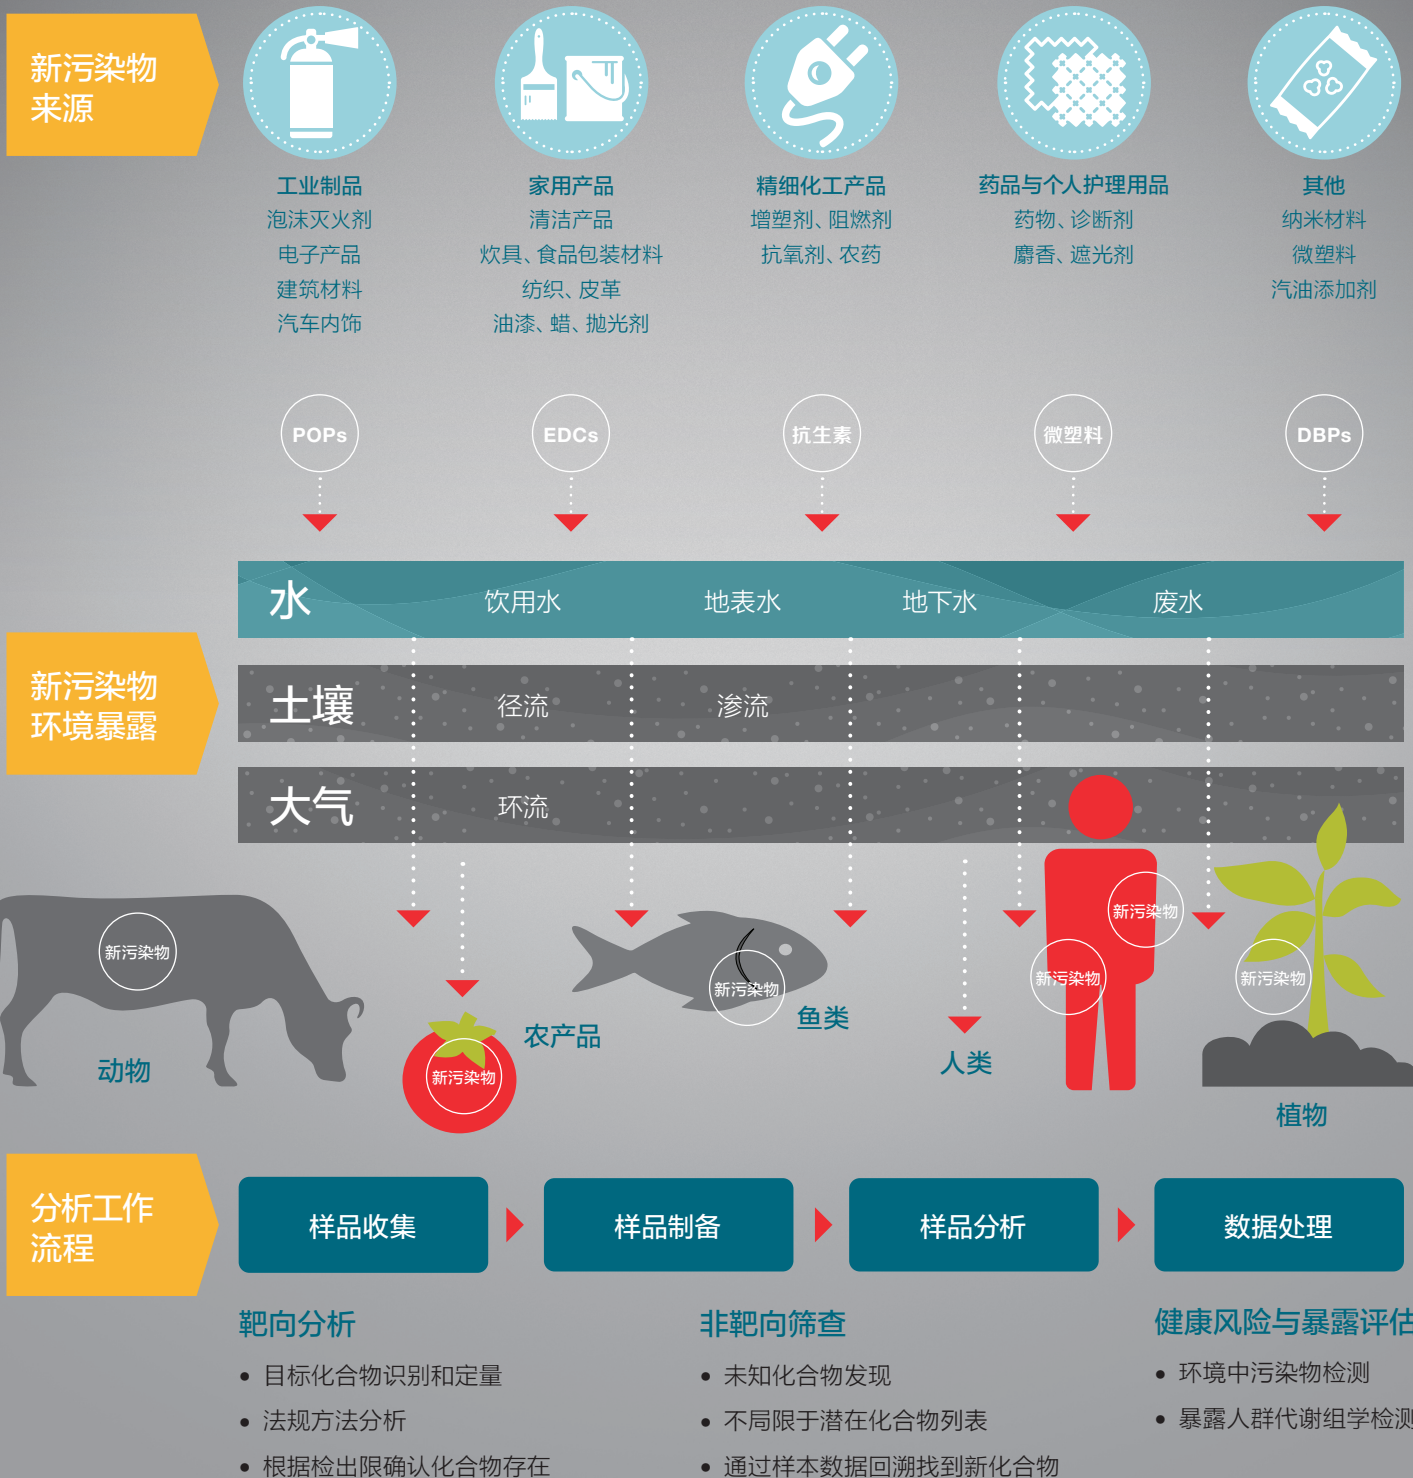 新污染物
来源
工业制品
泡沫灭火剂
电子产品
建筑材料
汽车内饰
家用产品
清洁产品
炊具、食品包装材料
纺织、皮革
油漆、蜡、抛光剂
精细化工产品
增塑剂、阻燃剂
抗氧剂、农药
药品与个人护理用品
药物、诊断剂
麝香、遮光剂
其他
纳米材料
微塑料
汽油添加剂
POPs
EDCs
抗生素
微塑料
DBPs
新污染物
环境暴露
水
饮用水
地表水
地下水
废水
土壤
径流
渗流
大气
环流
新污染物
动物
新污染物
农产品
新污染物
鱼类
人类
新污染物
新污染物
新污染物
植物
分析工作
流程
样品收集
样品制备
样品分析
数据处理
靶向分析
• 目标化合物识别和定量
• 法规方法分析
• 根据检出限确认化合物存在
非靶向筛查
• 未知化合物发现
• 不局限于潜在化合物列表
• 通过样本数据回溯找到新化合物
健康风险与暴露评估
• 环境中污染物检测
• 暴露人群代谢组学检测